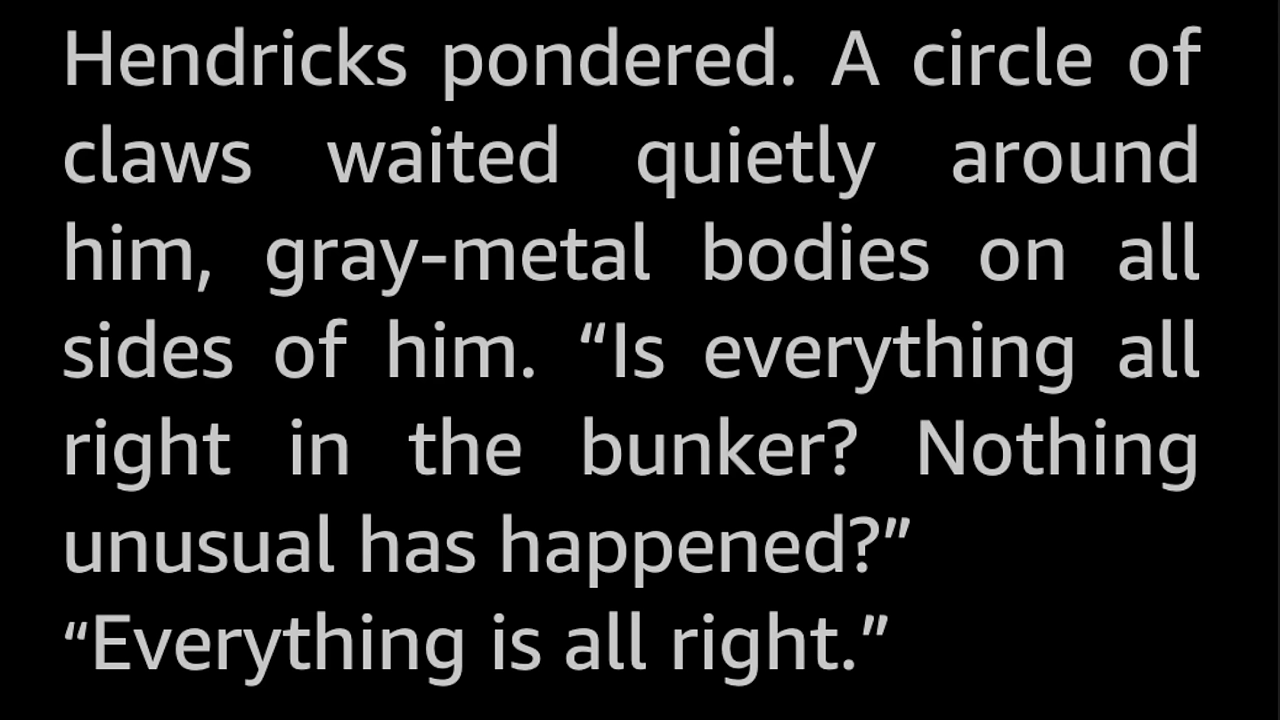 Hendricks pondered. A circle of
claws waited quietly around
him, gray-metal bodies on all
sides of him. “Is everything all
right in the bunker? Nothing
unusual has happened?”
“Everything is all right.”